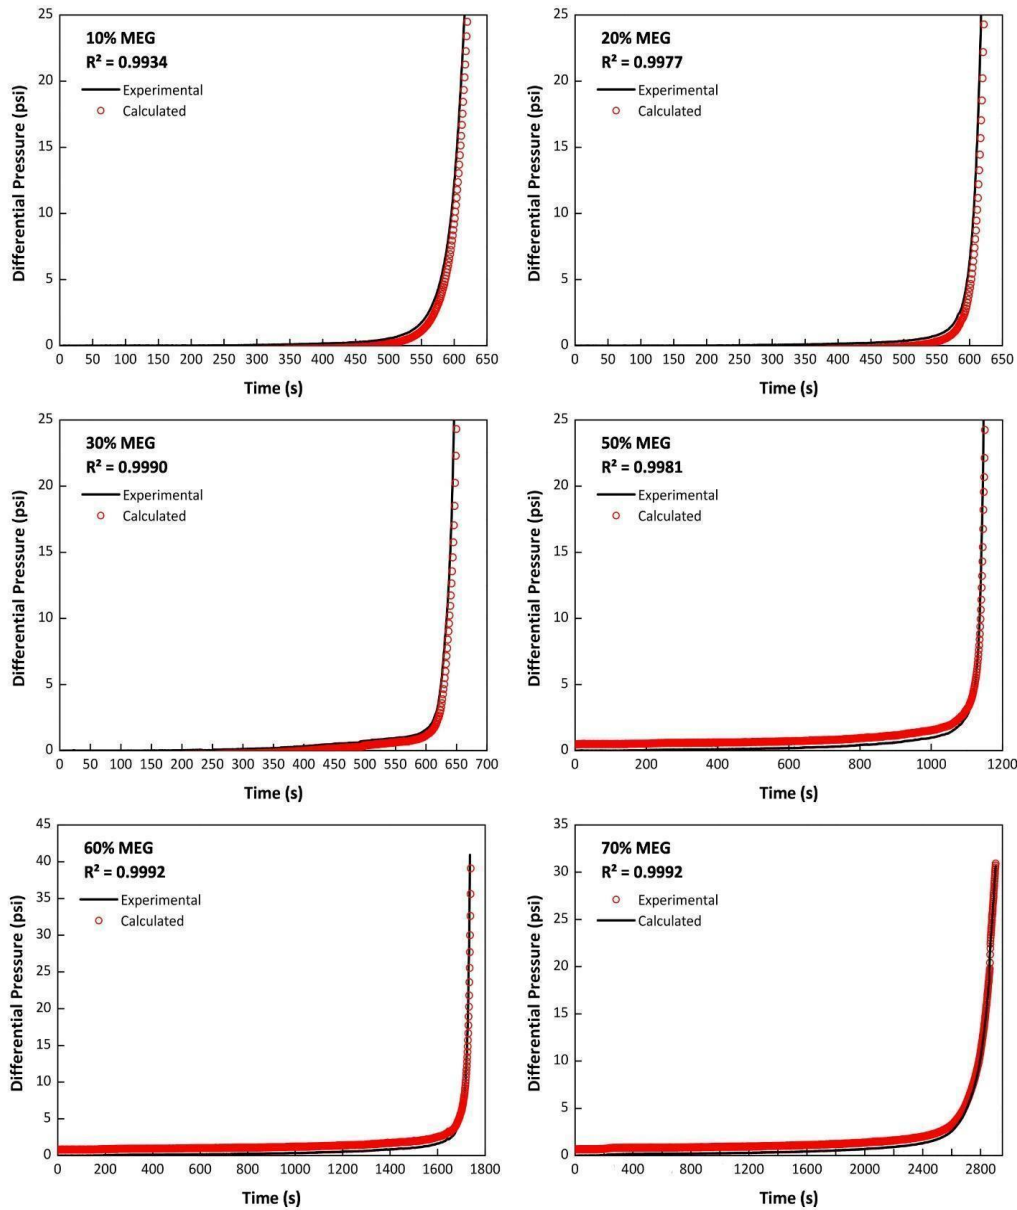 10% MEG
R² = 0.9934
Experimental
Calculated
Differential Pressure (psi)
25
20
15
10
5
0
0 50 100 150 200 250 300 350 400 450 500 550 600 650
Time (s)
20% MEG
R² = 0.9977
Experimental
Calculated
Differential Pressure (psi)
25
20
15
10
5
0
0 50 100 150 200 250 300 350 400 450 500 550 600 650
Time (s)
30% MEG
R² = 0.9990
Experimental
Calculated
Differential Pressure (psi)
25
20
15
10
5
0
0 50 100 150 200 250 300 350 400 450 500 550 600 650 700
Time (s)
50% MEG
R² = 0.9981
Experimental
Calculated
Differential Pressure (psi)
25
20
15
10
5
0
0 200 400 600 800 1000 1200
Time (s)
60% MEG
R² = 0.9992
Experimental
Calculated
Differential Pressure (psi)
45
40
35
30
25
20
15
10
5
0
0 200 400 600 800 1000 1200 1400 1600 1800
Time (s)
70% MEG
R² = 0.9992
Experimental
Calculated
Differential Pressure (psi)
35
30
25
20
15
10
5
0
0 400 800 1200 1600 2000 2400 2800
Time (s)